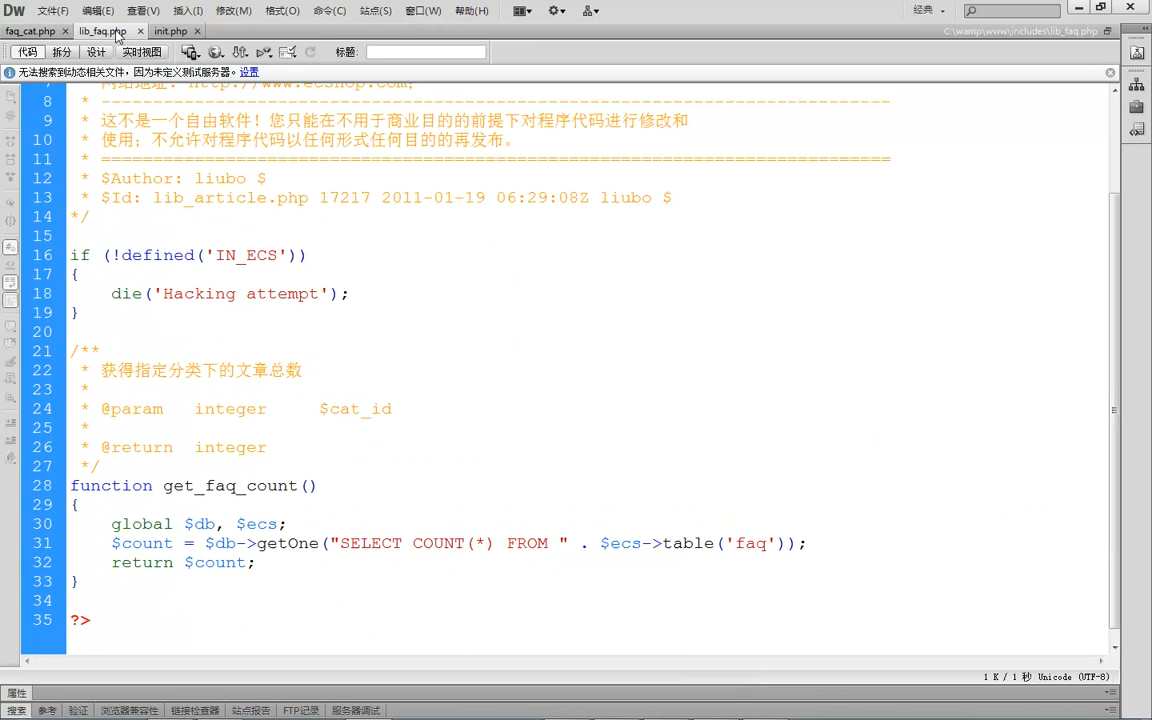 Dw 文件(F) 编辑(E) 查看(V) 插入(I) 修改(M) 格式(O) 命令(C) 站点(S) 窗口(W) 帮助(H) 经典
faq_cat.php × lib_faq.php × init.php × C:\wamp\www\includes\lib_faq.php
代码 拆分 设计 实时视图 标题:
无法搜索到动态相关文件，因为未定义测试服务器。设置
7 * 网站地址: http://www.ecshop.com;
8 * ----------------------------------------------------------------------------
9 * 这不是一个自由软件！您只能在不用于商业目的的前提下对程序代码进行修改和
10 * 使用；不允许对程序代码以任何形式任何目的的再发布。
11 * ============================================================================
12 * $Author: liubo $
13 * $Id: lib_article.php 17217 2011-01-19 06:29:08Z liubo $
14 */
15
16 if (!defined('IN_ECS'))
17 {
18 die('Hacking attempt');
19 }
20
21 /**
22 * 获得指定分类下的文章总数
23 *
24 * @param integer $cat_id
25 *
26 * @return integer
27 */
28 function get_faq_count()
29 {
30 global $db, $ecs;
31 $count = $db->getOne("SELECT COUNT(*) FROM " . $ecs->table('faq'));
32 return $count;
33 }
34
35 ?>
1 K / 1 秒 Unicode (UTF-8)
属性
搜索 参考 验证 浏览器兼容性 链接检查器 站点报告 FTP记录 服务器调试